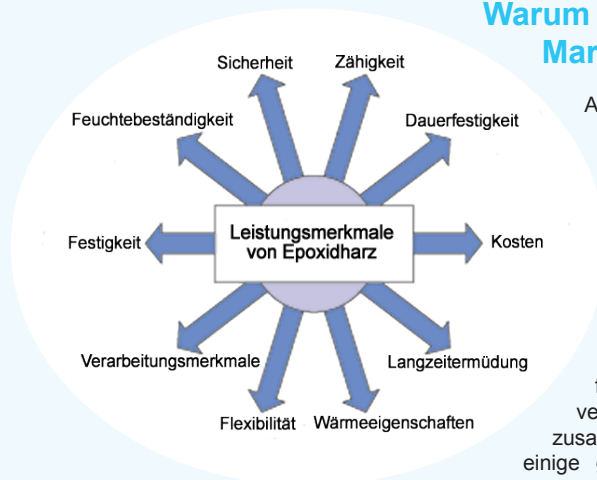 Warum
Mar
A
Sicherheit
Zähigkeit
Feuchtebeständigkeit
Dauerfestigkeit
Festigkeit
Leistungsmerkmale
von Epoxidharz
Kosten
Verarbeitungsmerkmale
Langzeitermüdung
Flexibilität
Wärmeeigenschaften
ve
zusa
einige